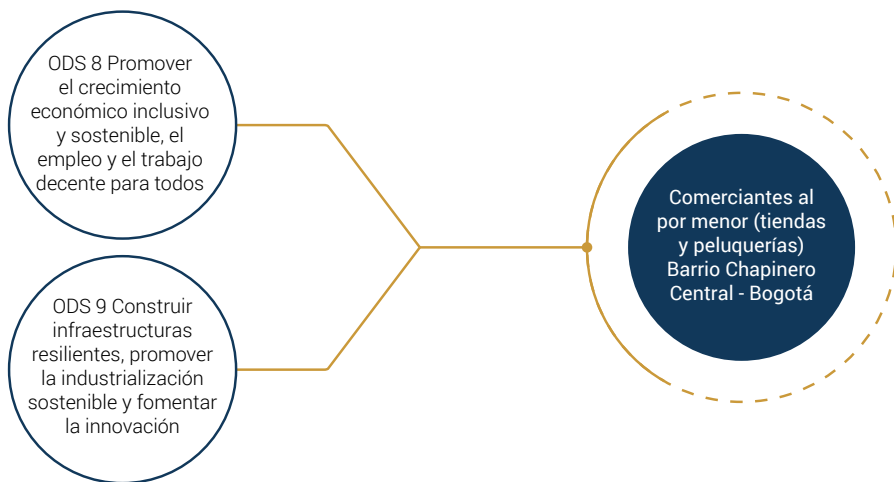 ODS 8 Promover
el crecimiento
económico inclusivo
y sostenible, el
empleo y el trabajo
decente para todos
ODS 9 Construir
infraestructuras
resilientes, promover
la industrialización
sostenible y fomentar
la innovación
Comerciantes al
por menor (tiendas
y peluquerías)
Barrio Chapinero
Central - Bogotá